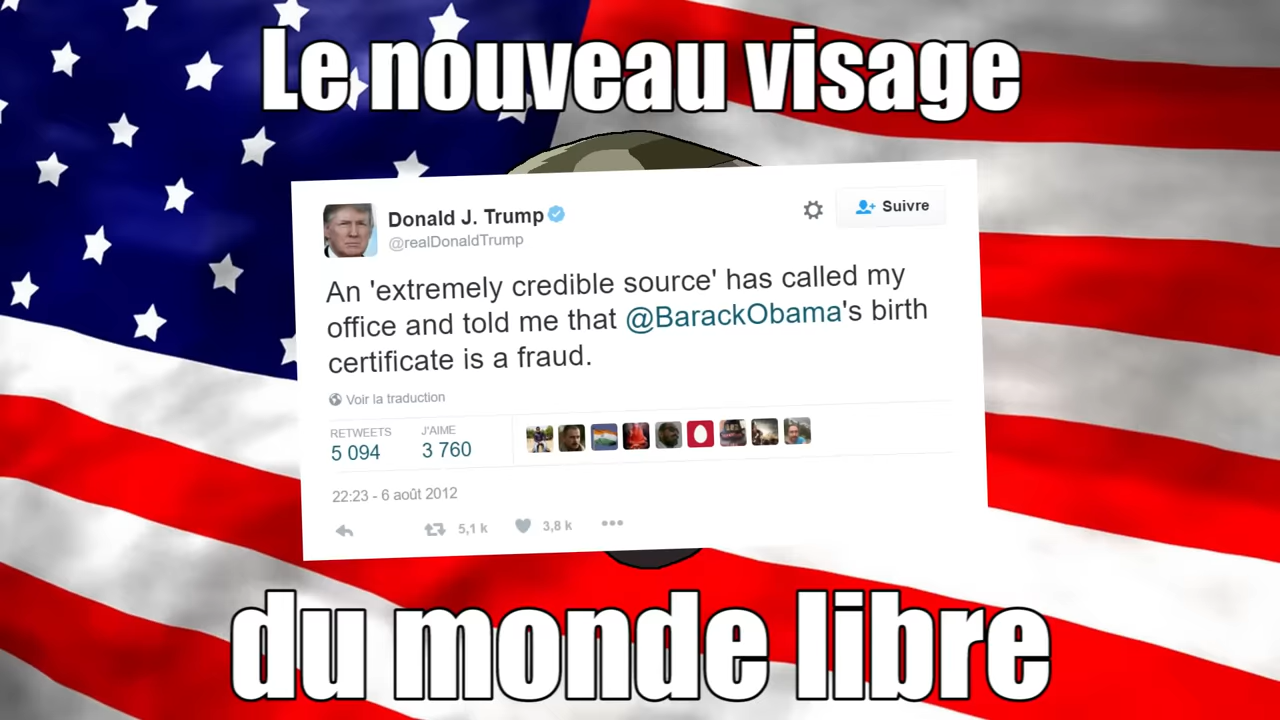 Le nouveau visage
Donald J. Trump
Suivre
@realDonaldTrump
An 'extremely credible source' has called my
office and told me that @BarackObama's birth
certificate is a fraud.
Voir la traduction
RETWEETS J'AIME
5 094 3 760
22:23 - 6 août 2012
5,1 k 3,8 k
du monde libre